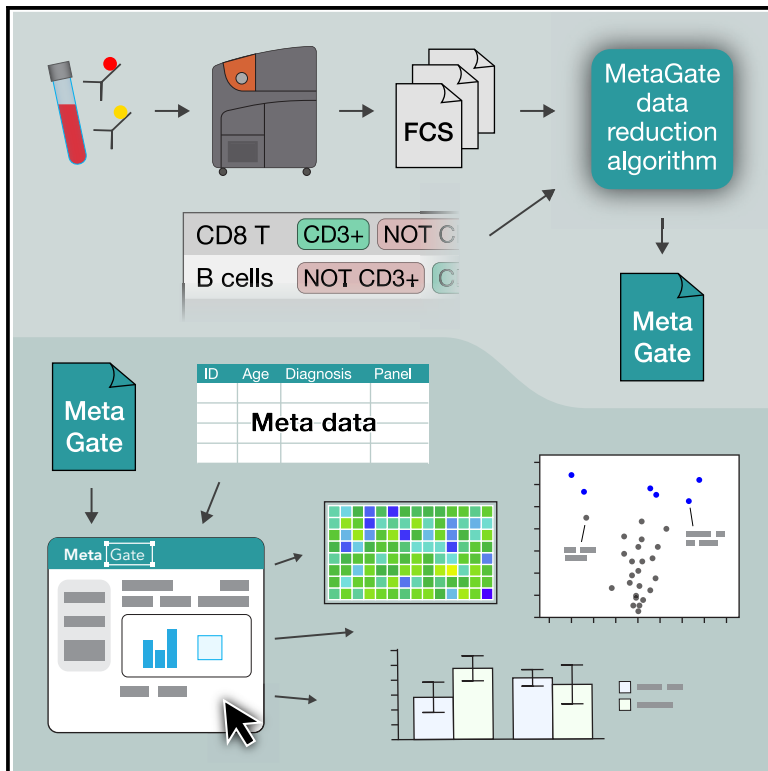 FCS
MetaGate
data
reduction
algorithm
CD8 T CD3+ NOT C
B cells NOT CD3+ C
Meta
Gate
Meta
Gate
ID Age Diagnosis Panel
Meta data
Meta Gate